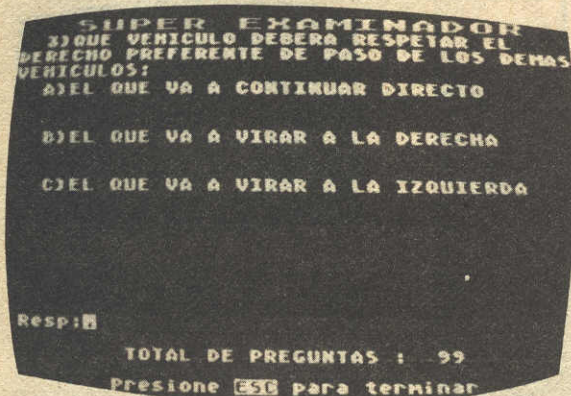 SUPER EXAMINADOR
3)QUE VEHICULO DEBERA RESPETAR EL
DERECHO PREFERENTE DE PASO DE LOS DEMAS
VEHICULOS:
A)EL QUE VA A CONTINUAR DIRECTO
B)EL QUE VA A VIRAR A LA DERECHA
C)EL QUE VA A VIRAR A LA IZQUIERDA
Resp:
TOTAL DE PREGUNTAS : 99
Presione ESC para terminar